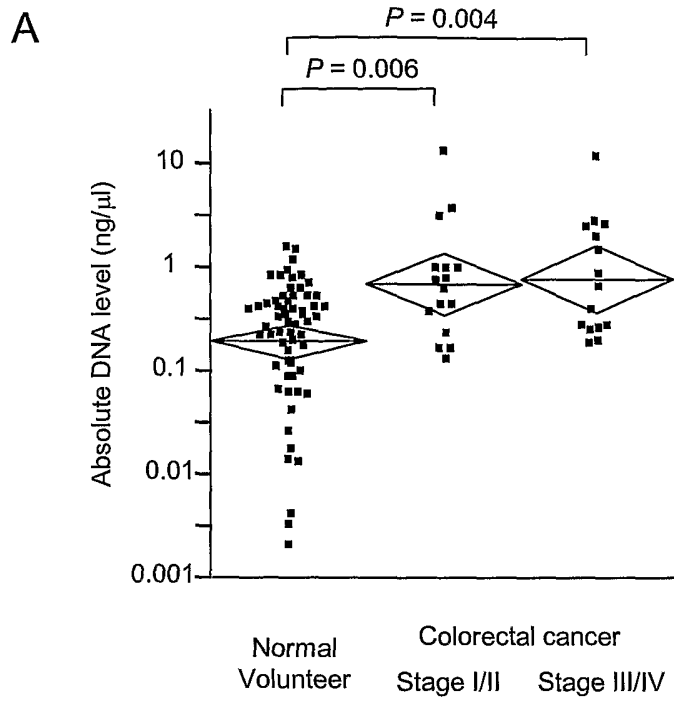 A
P = 0.004
P = 0.006
Absolute DNA level (ng/µl)
10
1
0.1
0.01
0.001
Normal
Volunteer
Colorectal cancer
Stage I/II
Stage III/IV